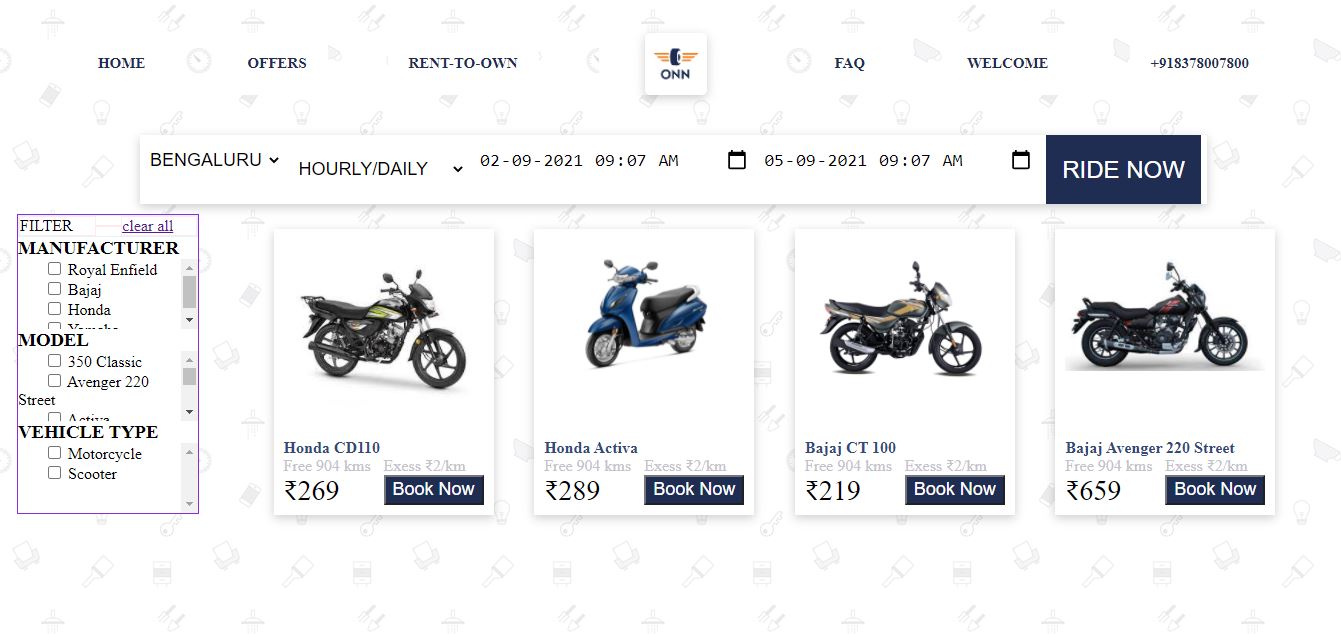 HOME OFFERS RENT-TO-OWN ONN FAQ WELCOME +918378007800
BENGALURU HOURLY/DAILY 02-09-2021 09:07 AM 05-09-2021 09:07 AM RIDE NOW
FILTER clear all
MANUFACTURER
Royal Enfield
Bajaj
Honda
Yamaha
MODEL
350 Classic
Avenger 220
Street
Activa
VEHICLE TYPE
Motorcycle
Scooter
Honda CD110
Free 904 kms Exess ₹2/km
₹269 Book Now
Honda Activa
Free 904 kms Exess ₹2/km
₹289 Book Now
Bajaj CT 100
Free 904 kms Exess ₹2/km
₹219 Book Now
Bajaj Avenger 220 Street
Free 904 kms Exess ₹2/km
₹659 Book Now